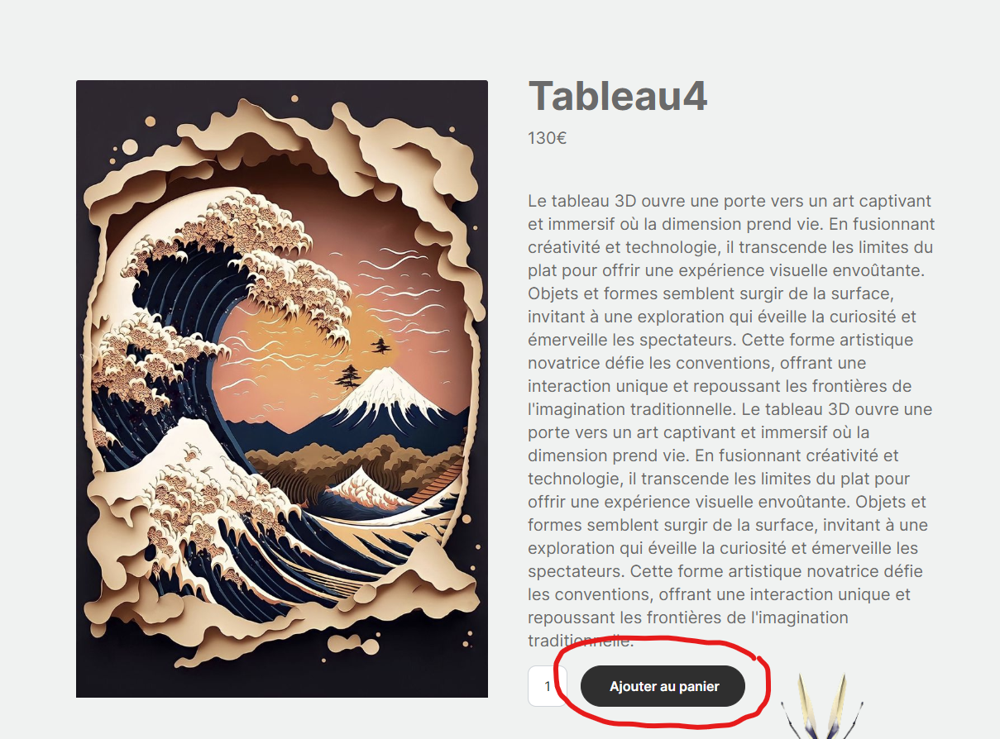 Tableau4
130€
Le tableau 3D ouvre une porte vers un art captivant
et immersif où la dimension prend vie. En fusionnant
créativité et technologie, il transcende les limites du
plat pour offrir une expérience visuelle envoûtante.
Objets et formes semblent surgir de la surface,
invitant à une exploration qui éveille la curiosité et
émerveille les spectateurs. Cette forme artistique
novatrice défie les conventions, offrant une
interaction unique et repoussant les frontières de
l'imagination traditionnelle. Le tableau 3D ouvre une
porte vers un art captivant et immersif où la
dimension prend vie. En fusionnant créativité et
technologie, il transcende les limites du plat pour
offrir une expérience visuelle envoûtante. Objets et
formes semblent surgir de la surface, invitant à une
exploration qui éveille la curiosité et émerveille les
spectateurs. Cette forme artistique novatrice défie
les conventions, offrant une interaction unique et
repoussant les frontières de l'imagination
traditionnelle.
1
Ajouter au panier